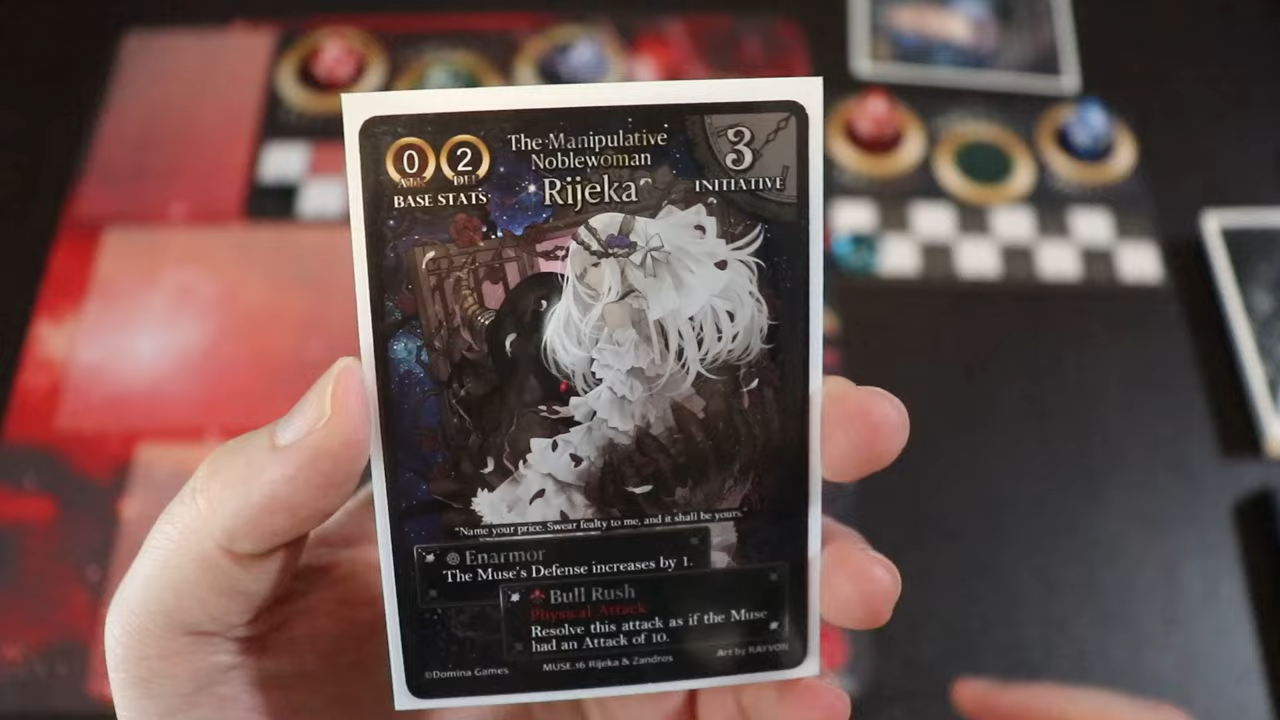 0
2
ATK
DEF
BASE STATS
The Manipulative
Noblewoman
Rijeka
3
INITIATIVE
"Name your price. Swear fealty to me, and it shall be yours."
Enarmor
The Muse's Defense increases by 1.
Bull Rush
Physical Attack
Resolve this attack as if the Muse
had an Attack of 10.
©Domina Games
MUSE.16 Rijeka & Zandros
Art by RAYVON